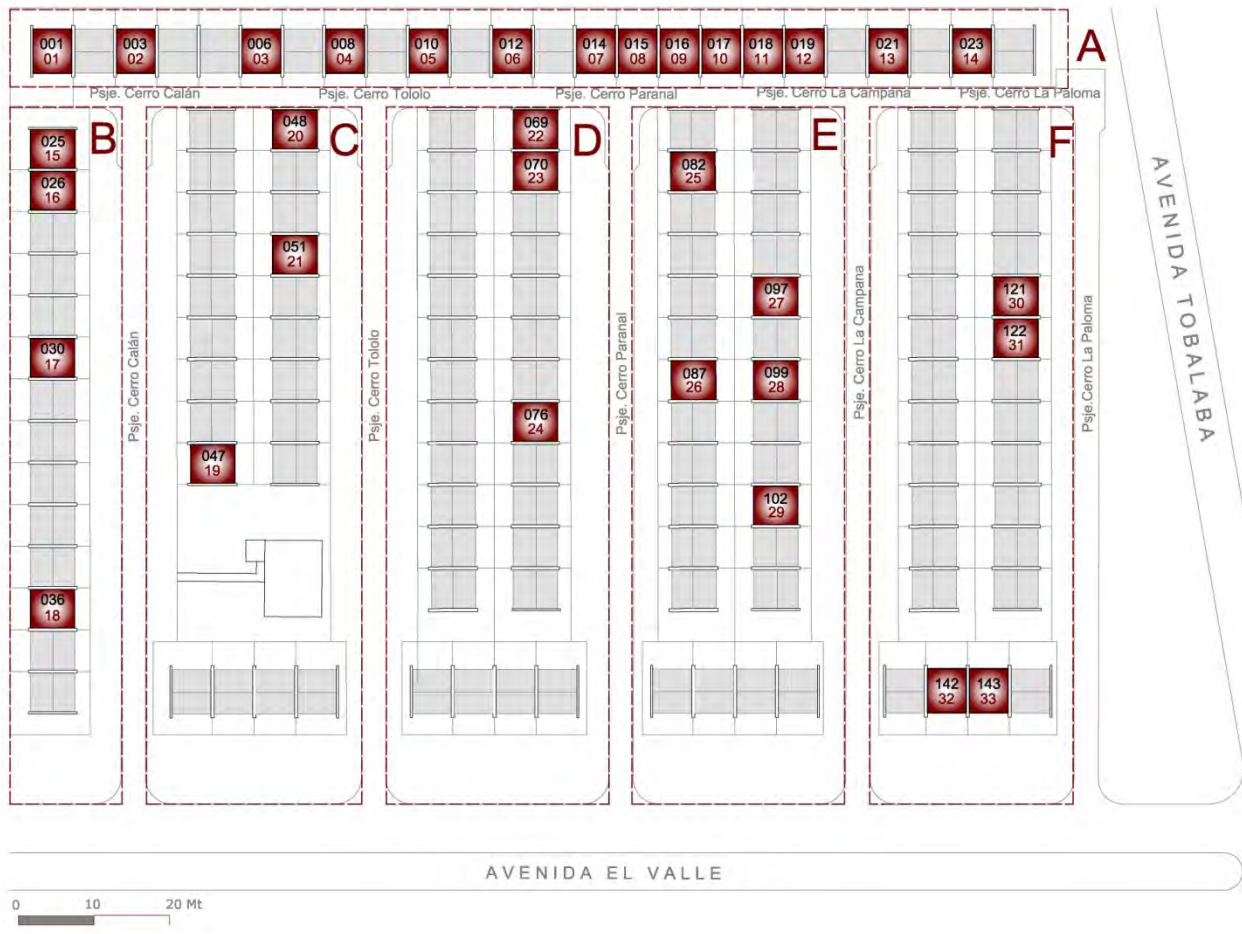 001 003 006 008 010 012 014 015 016 017 018 019 021 023
01 02 03 04 05 06 07 08 09 10 11 12 13 14
A
Psje. Cerro Calán Psje. Cerro Tololo Psje. Cerro Paranal Psje. Cerro La Campana Psje. Cerro La Paloma
B
025
15
026
16
030
17
036
18
Psje. Cerro Calán
C
048
20
051
21
047
19
Psje. Cerro Tololo
D
069
22
070
23
076
24
Psje. Cerro Paranal
E
082
25
097
27
087
26
099
28
102
29
Psje. Cerro La Campana
F
121
30
122
31
142 143
32 33
Psje.Cerro La Paloma
AVENIDA TOBALABA
AVENIDA EL VALLE
0 10 20 Mt